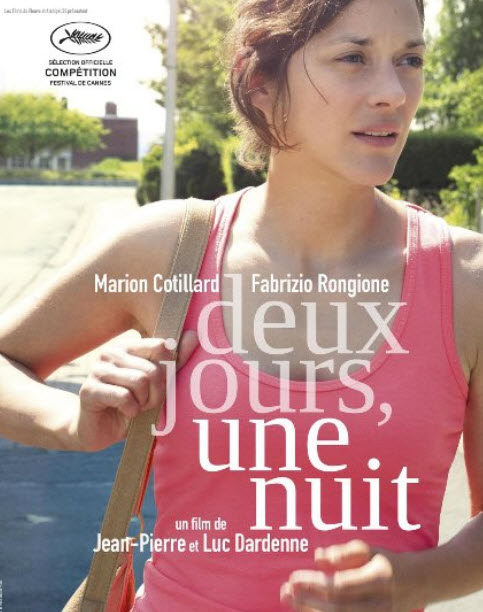 SÉLECTION OFFICIELLE
COMPÉTITION
FESTIVAL DE CANNES
Marion Cotillard Fabrizio Rongione
deux
jours,
une
nuit
un film de
Jean-Pierre et Luc Dardenne